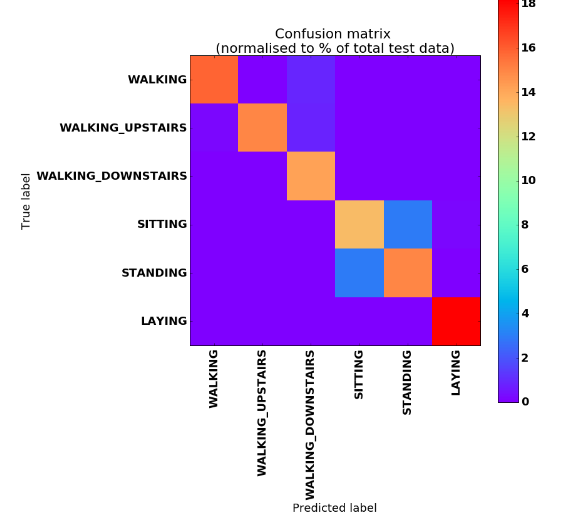 Confusion matrix
(normalised to % of total test data)
True label
WALKING
WALKING_UPSTAIRS
WALKING_DOWNSTAIRS
SITTING
STANDING
LAYING
WALKING
WALKING_UPSTAIRS
WALKING_DOWNSTAIRS
SITTING
STANDING
LAYING
Predicted label
18
16
14
12
10
8
6
4
2
0